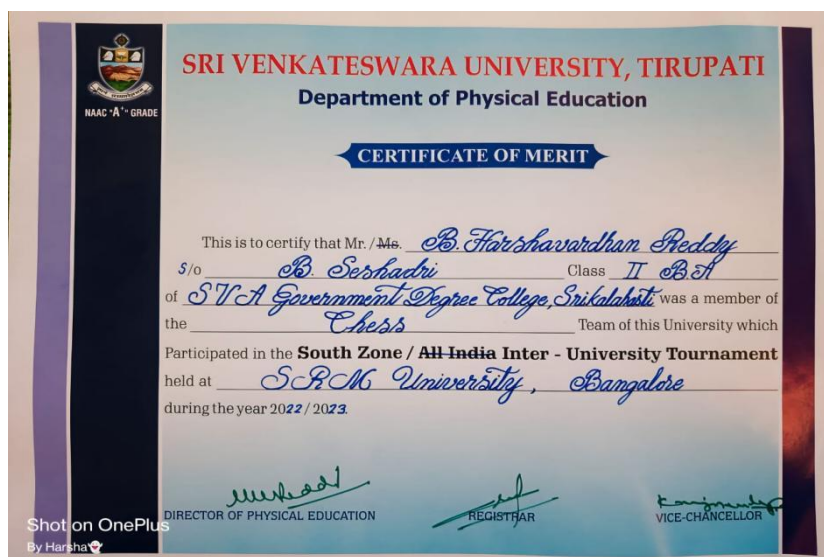 SRI VENKATESWARA UNIVERSITY, TIRUPATI
Department of Physical Education
NAAC "A+" GRADE
CERTIFICATE OF MERIT
This is to certify that Mr. / Ms. B. Harshavardhan Reddy
S/o B. Seshadri Class II BA
of SVA Government Degree College, Srikalahasti was a member of
the Chess Team of this University which
Participated in the South Zone / All India Inter - University Tournament
held at SRM University, Bangalore
during the year 2022 / 2023.
DIRECTOR OF PHYSICAL EDUCATION
REGISTRAR
VICE-CHANCELLOR
Shot on OnePlus
By Harsha👻